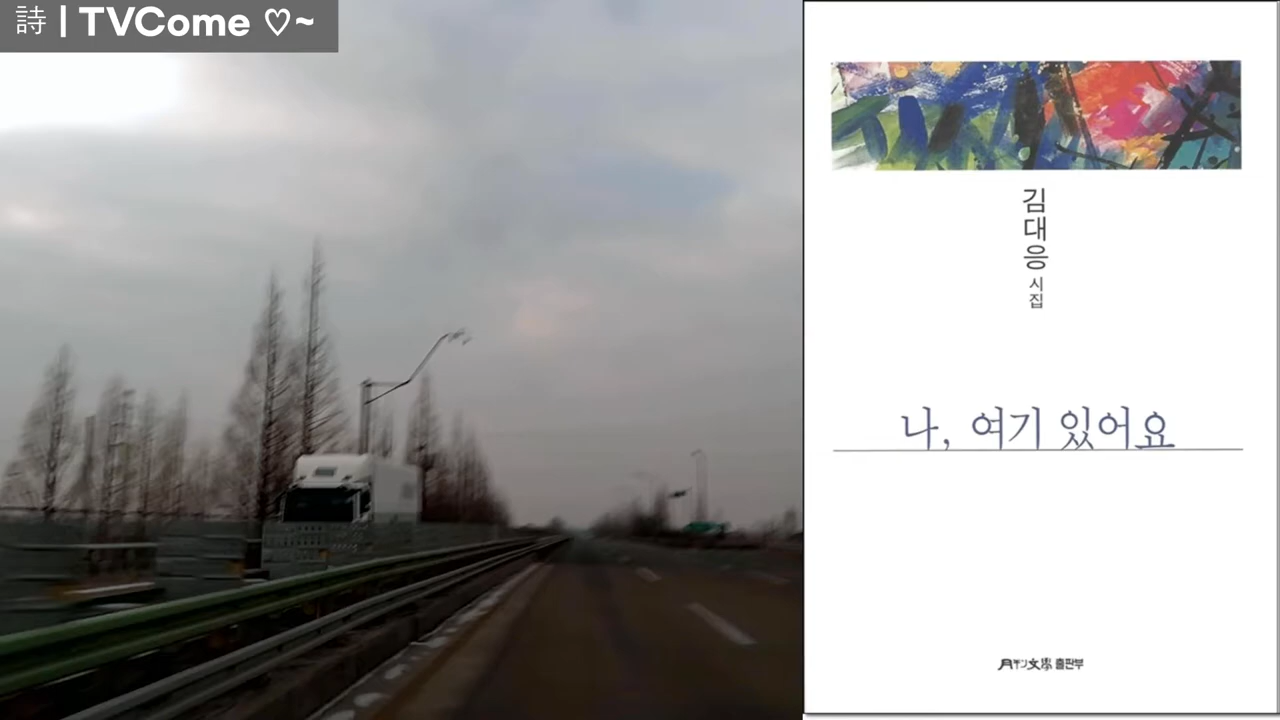 詩 | TVCome ♡~
김대응
시집
나, 여기 있어요
月刊文學 출판부